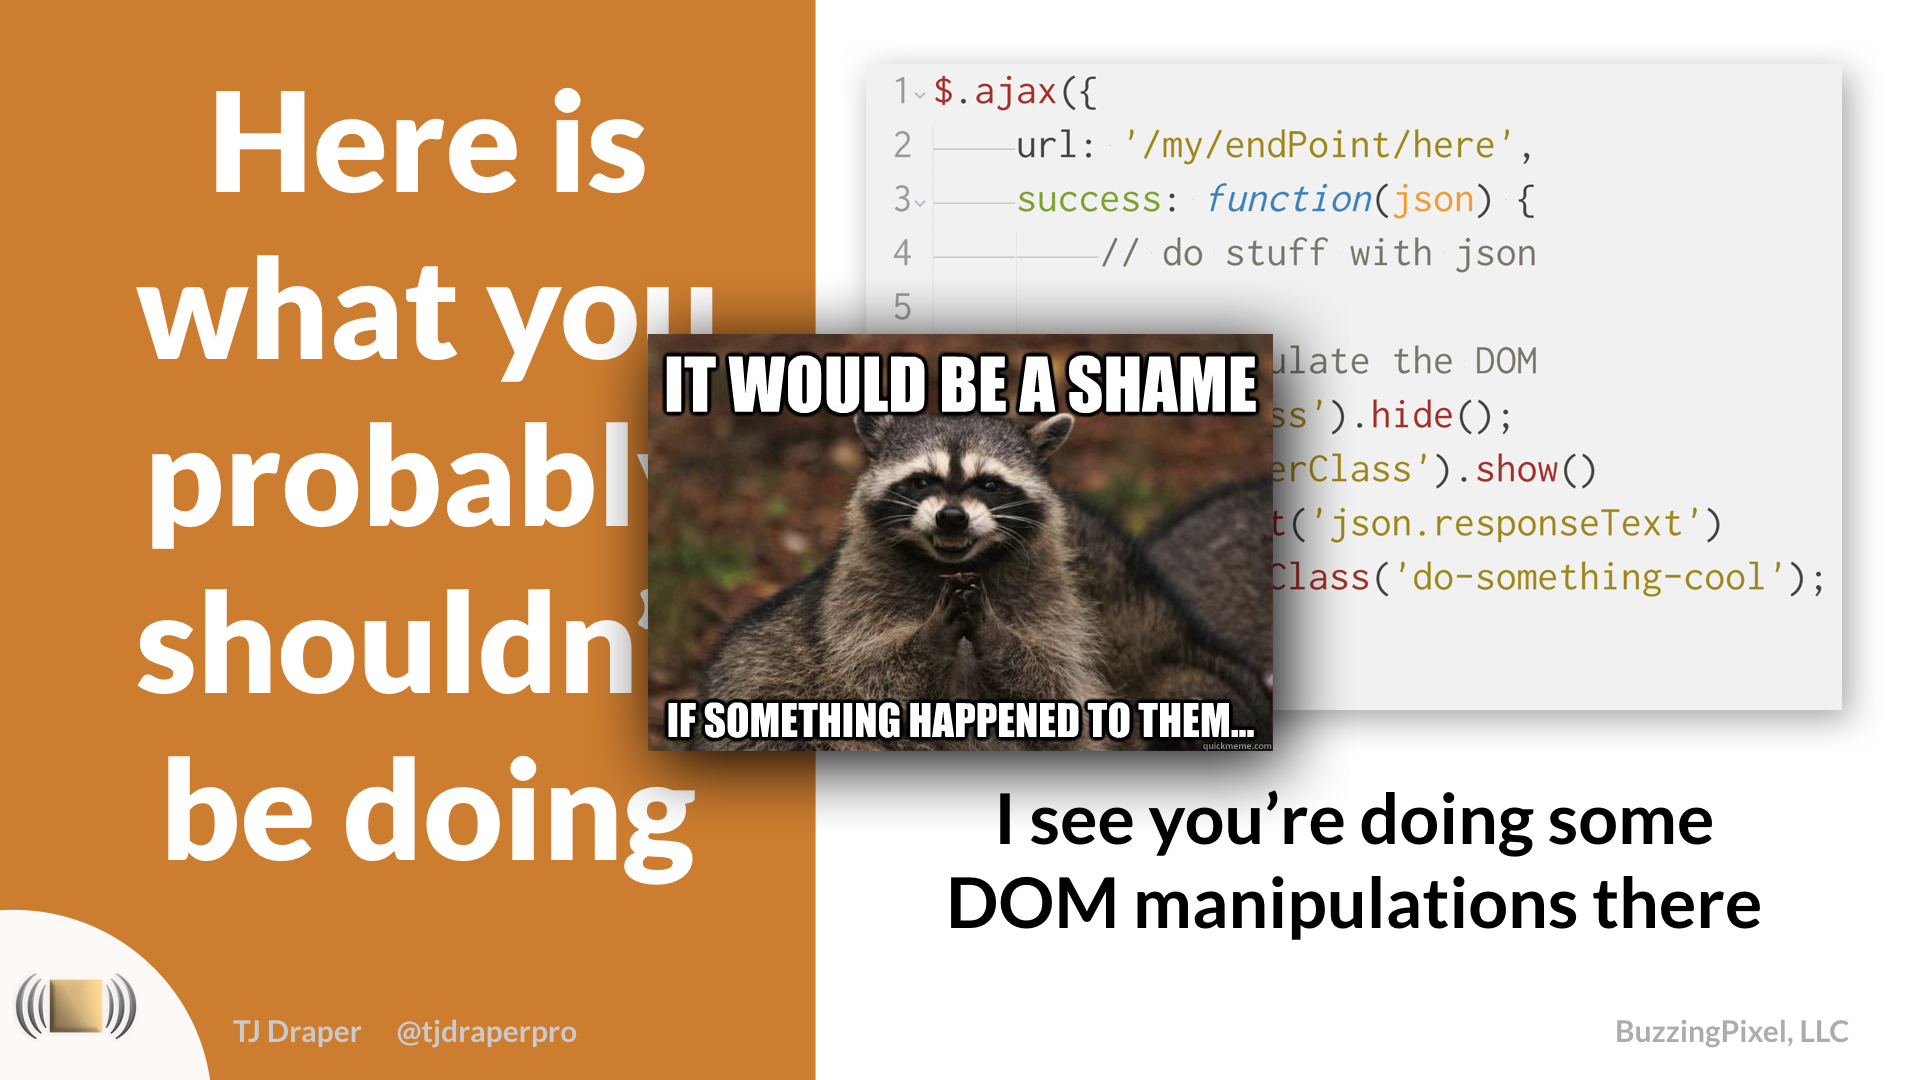 Here is
what you
probably
shouldn’t
be doing
1 $.ajax({
2 url: '/my/endPoint/here',
3 success: function(json) {
4 // do stuff with json
5
ulate the DOM
ss').hide();
erClass').show()
t('json.responseText')
Class('do-something-cool');
IT WOULD BE A SHAME
IF SOMETHING HAPPENED TO THEM...
quickmeme.com
I see you’re doing some
DOM manipulations there
TJ Draper @tjdraperpro
BuzzingPixel, LLC